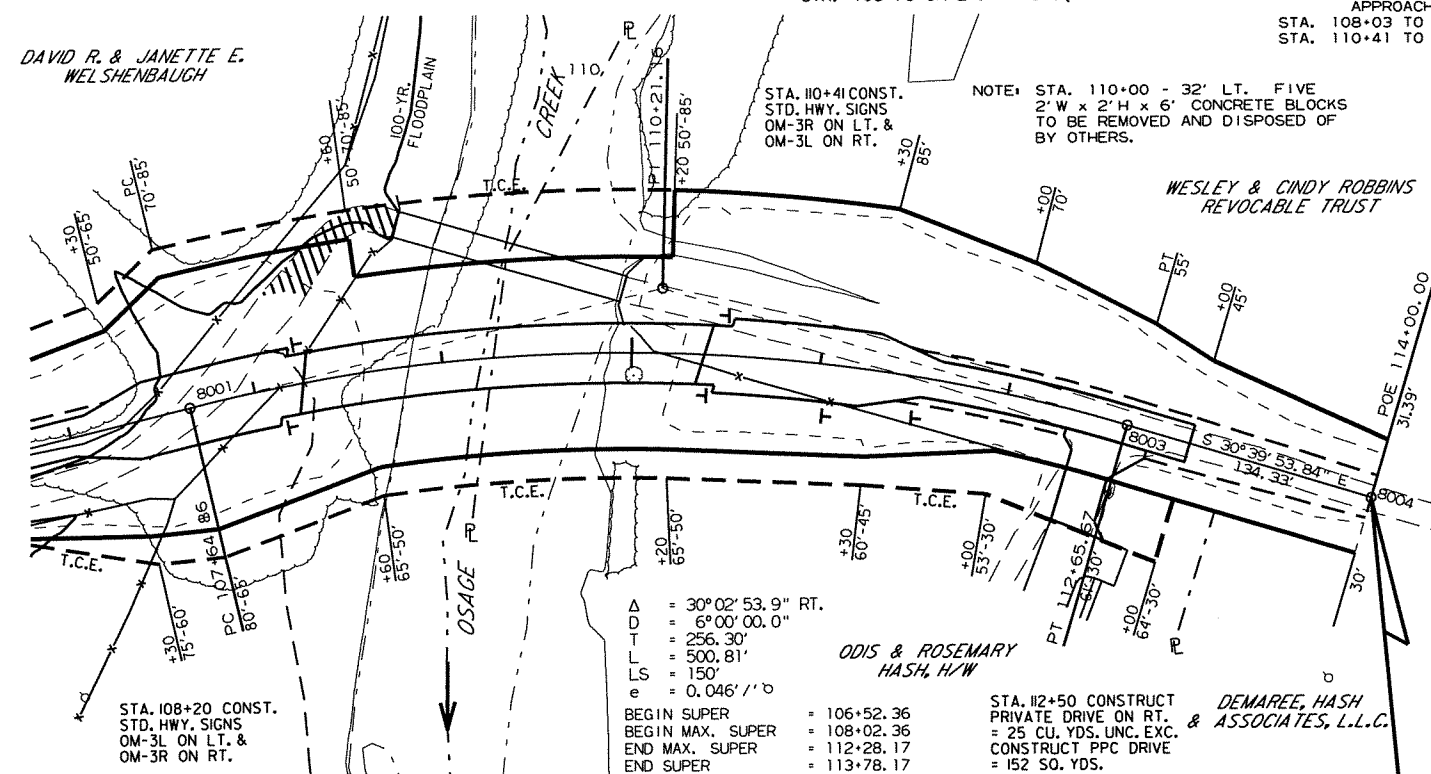 APPROACH
STA. 108+03 TO
STA. 110+41 TO
DAVID R. & JANETTE E.
WELSHENBAUGH
100-YR.
FLOODPLAIN
CREEK
110
PI 110+21.16
+20 50'-85'
STA. 110+41 CONST.
STD. HWY. SIGNS
OM-3R ON LT. &
OM-3L ON RT.
NOTE: STA. 110+00 - 32' LT. FIVE
2' W x 2' H x 6' CONCRETE BLOCKS
TO BE REMOVED AND DISPOSED OF
BY OTHERS.
WESLEY & CINDY ROBBINS
REVOCABLE TRUST
+30
50'-65'
PC
70'-85'
+60
50' 70'-85'
T.C.E.
+30
85'
+00
70'
PT
55'
+00
45'
POE 114+00.00
31.39'
8001
8003
S 30°39'53.84" E
134.33'
8004
T.C.E.
T.C.E.
T.C.E.
+30
75'-60'
PC 107+64.86
80'-65'
+60
65'-50'
OSAGE
+20
65'-50'
+30
60'-45'
+00
53'-30'
PT 112+65.67
61'-30'
+00
64'-30'
30'
Δ = 30°02'53.9" RT.
D = 6°00'00.0"
T = 256.30'
L = 500.81'
LS = 150'
e = 0.046'/'
BEGIN SUPER = 106+52.36
BEGIN MAX. SUPER = 108+02.36
END MAX. SUPER = 112+28.17
END SUPER = 113+78.17
ODIS & ROSEMARY
HASH, H/W
STA. 108+20 CONST.
STD. HWY. SIGNS
OM-3L ON LT. &
OM-3R ON RT.
STA. 112+50 CONSTRUCT
PRIVATE DRIVE ON RT.
= 25 CU. YDS. UNC. EXC.
CONSTRUCT PPC DRIVE
= 152 SQ. YDS.
DEMAREE, HASH
& ASSOCIATES, L.L.C.